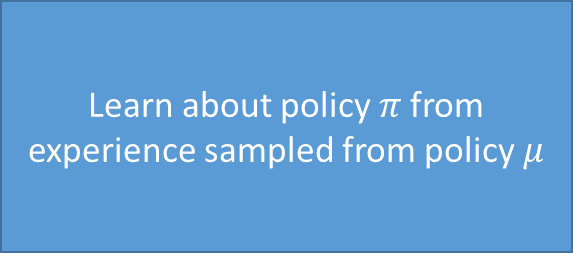 Learn about policy 𝜋 from
experience sampled from policy 𝜇